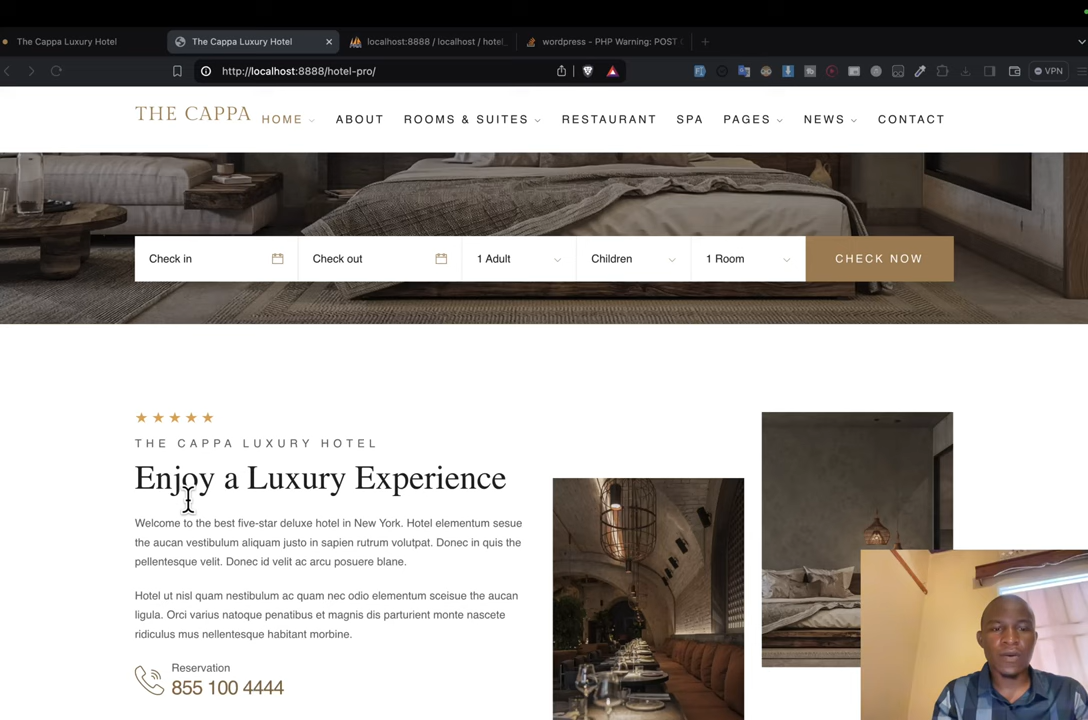 The Cappa Luxury Hotel
The Cappa Luxury Hotel
localhost:8888 / localhost / hotel_
wordpress - PHP Warning: POST
http://localhost:8888/hotel-pro/
VPN
THE CAPPA
HOME
ABOUT
ROOMS & SUITES
RESTAURANT
SPA
PAGES
NEWS
CONTACT
Check in
Check out
1 Adult
Children
1 Room
CHECK NOW
THE CAPPA LUXURY HOTEL
Enjoy a Luxury Experience
Welcome to the best five-star deluxe hotel in New York. Hotel elementum sesue
the aucan vestibulum aliquam justo in sapien rutrum volutpat. Donec in quis the
pellentesque velit. Donec id velit ac arcu posuere blane.
Hotel ut nisl quam nestibulum ac quam nec odio elementum sceisue the aucan
ligula. Orci varius natoque penatibus et magnis dis parturient monte nascete
ridiculus mus nellentesque habitant morbine.
Reservation
855 100 4444